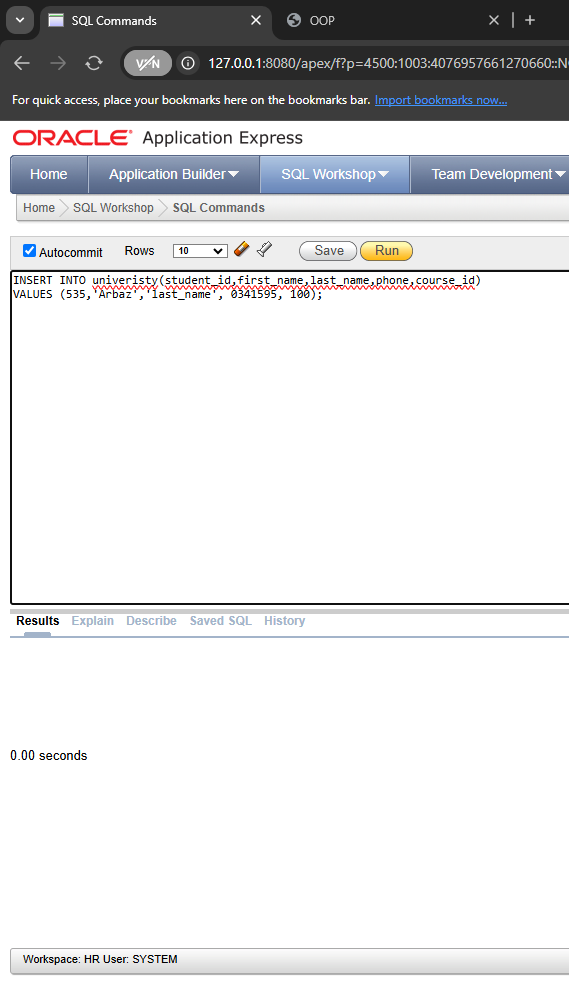 SQL Commands
OOP
VPN
127.0.0.1:8080/apex/f?p=4500:1003:4076957661270660::N
For quick access, place your bookmarks here on the bookmarks bar. Import bookmarks now...
ORACLE® Application Express
Home Application Builder SQL Workshop Team Development
Home SQL Workshop SQL Commands
Autocommit Rows 10 Save Run
INSERT INTO univeristy(student_id,first_name,last_name,phone,course_id)
VALUES (535,'Arbaz','last_name', 0341595, 100);
Results Explain Describe Saved SQL History
0.00 seconds
Workspace: HR User: SYSTEM